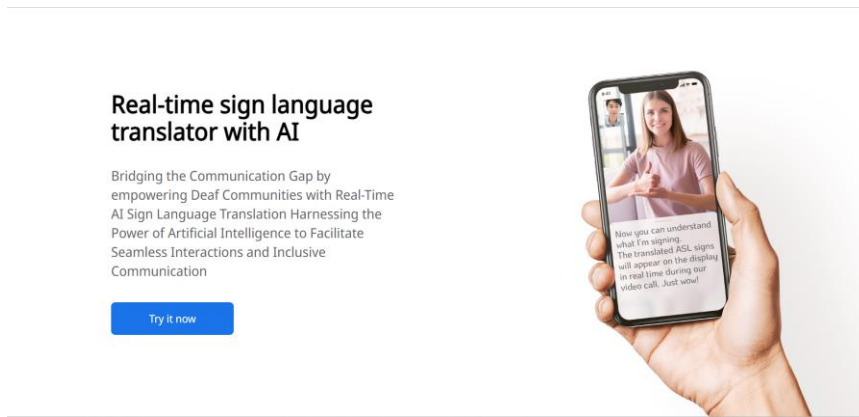 Real-time sign language
translator with AI
Bridging the Communication Gap by
empowering Deaf Communities with Real-Time
AI Sign Language Translation Harnessing the
Power of Artificial Intelligence to Facilitate
Seamless Interactions and Inclusive
Communication
Try it now
Now you can understand
what I'm signing.
The translated ASL signs
will appear on the display
in real time during our
video call. Just wow!